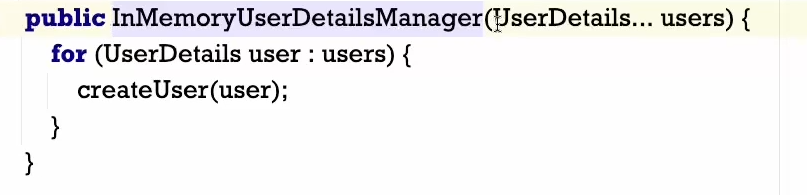 public InMemoryUserDetailsManager(UserDetails... users) {
for (UserDetails user : users) {
createUser(user);
}
}